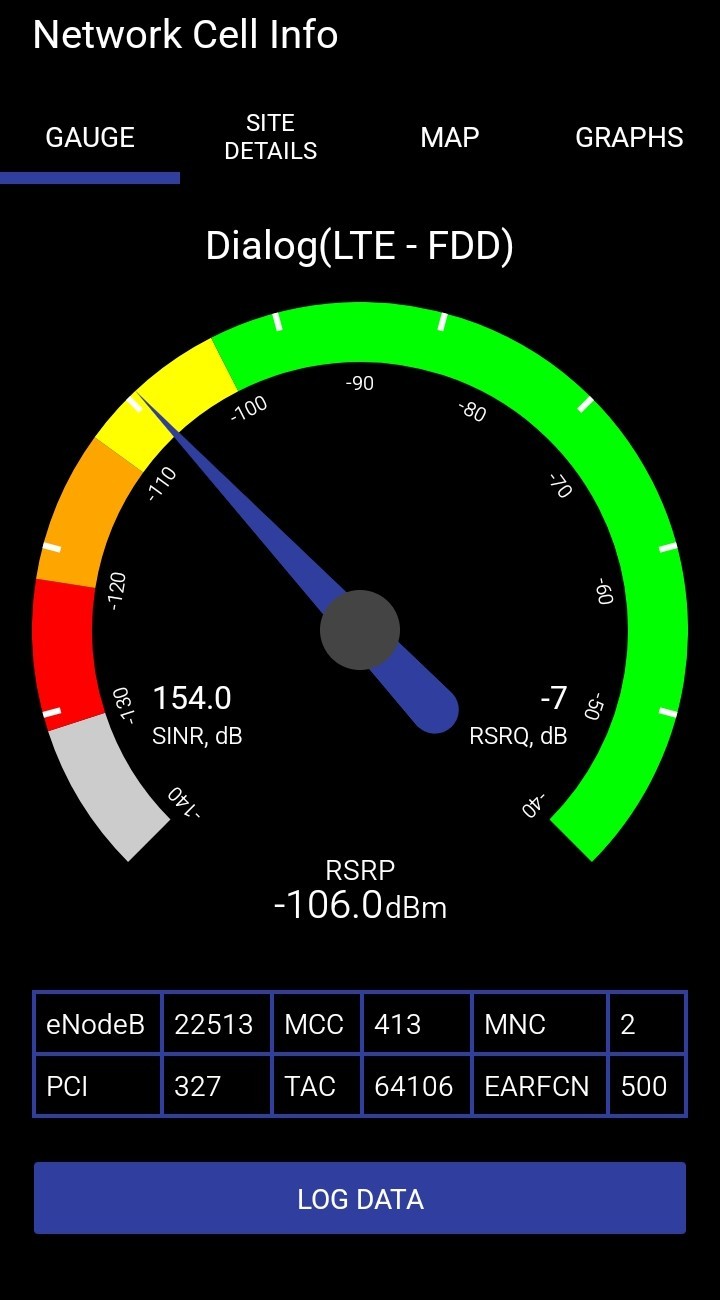 Network Cell Info
GAUGE
SITE
DETAILS
MAP
GRAPHS
Dialog(LTE - FDD)
-140
-130
-120
-110
-100
-90
-80
-70
-60
-50
-40
154.0
SINR, dB
-7
RSRQ, dB
RSRP
-106.0dBm
eNodeB 22513 MCC 413 MNC 2
PCI 327 TAC 64106 EARFCN 500
LOG DATA